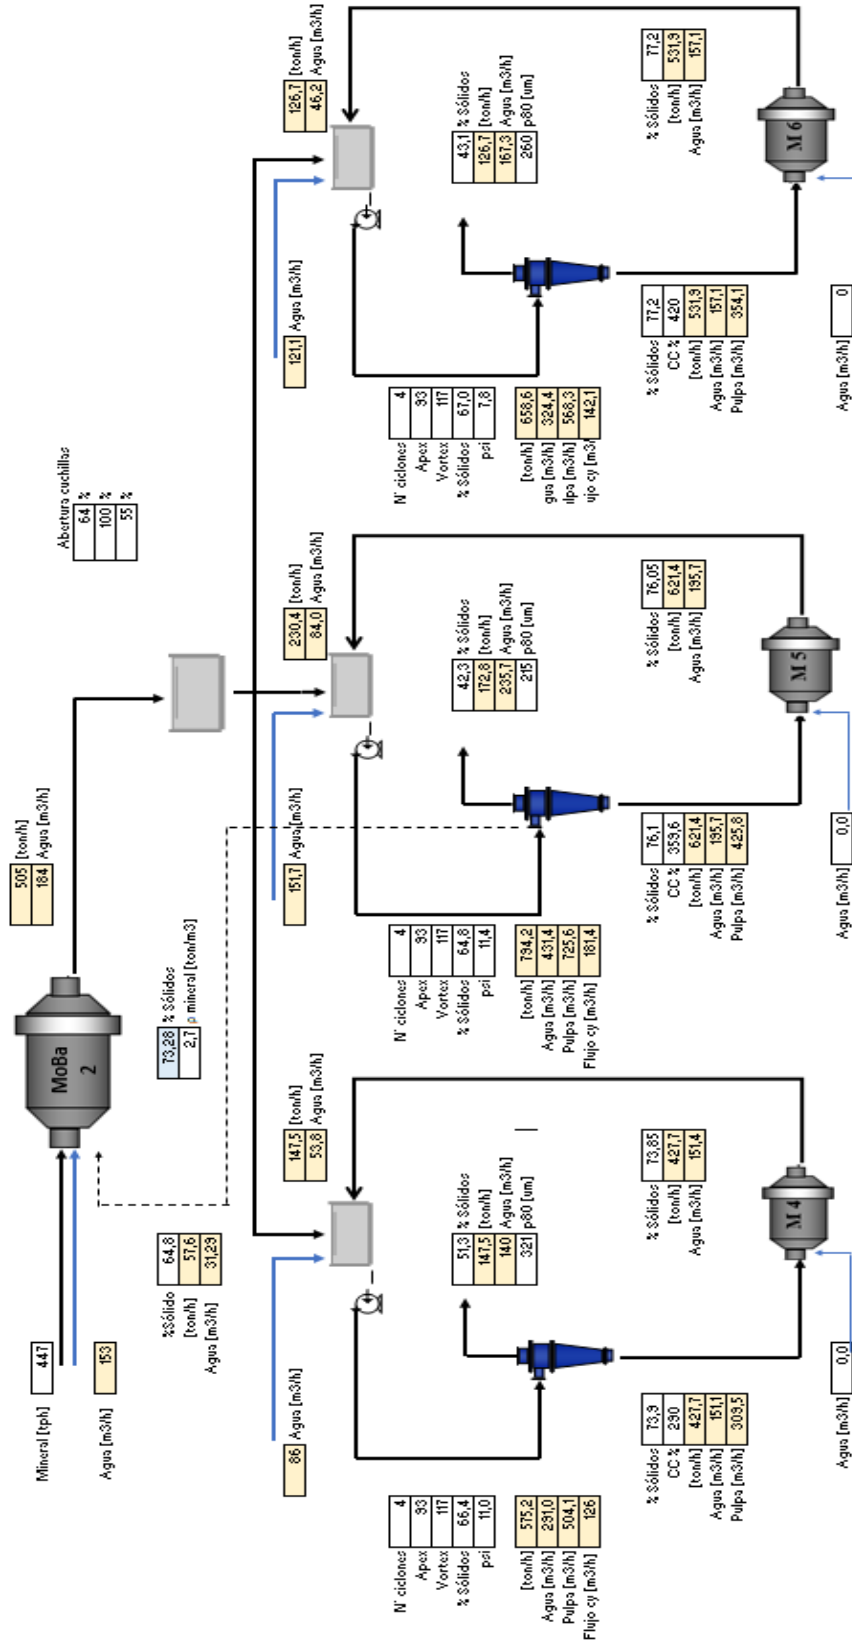 Mineral [tph] 447
Agua [m3/h] 153
MoBa 2
505 [ton/h]
184 Agua [m3/h]
73,28 % Sólidos
2,7 ρ mineral [ton/m3]
%Sólido 64,8
[ton/h] 57,6
Agua [m3/h] 31,29
Abertura cuchillas
64 %
100 %
55 %
86 Agua [m3/h]
147,5 [ton/h]
53,8 Agua [m3/h]
N° ciclones 4
Apex 93
Vortex 117
% Sólidos 66,4
psi 11,0
[ton/h] 575,2
Agua [m3/h] 291,0
Pulpa [m3/h] 504,1
Flujo cy [m3/h] 126
51,3 % Sólidos
147,5 [ton/h]
140 Agua [m3/h]
321 p80 [um]
% Sólidos 73,9
CC % 290
[ton/h] 427,7
Agua [m3/h] 151,1
Pulpa [m3/h] 309,5
% Sólidos 73,85
[ton/h] 427,7
Agua [m3/h] 151,4
M 4
Agua [m3/h] 0,0
151,7 Agua [m3/h]
230,4 [ton/h]
84,0 Agua [m3/h]
N° ciclones 4
Apex 93
Vortex 117
% Sólidos 64,8
psi 11,4
[ton/h] 794,2
Agua [m3/h] 431,4
Pulpa [m3/h] 725,6
Flujo cy [m3/h] 181,4
42,3 % Sólidos
172,8 [ton/h]
235,7 Agua [m3/h]
215 p80 [um]
% Sólidos 76,1
CC % 359,6
[ton/h] 621,4
Agua [m3/h] 195,7
Pulpa [m3/h] 425,8
% Sólidos 76,05
[ton/h] 621,4
Agua [m3/h] 195,7
M 5
Agua [m3/h] 0,0
121,1 Agua [m3/h]
126,7 [ton/h]
46,2 Agua [m3/h]
N° ciclones 4
Apex 93
Vortex 117
% Sólidos 67,0
psi 7,8
[ton/h] 658,6
gua [m3/h] 324,4
ulpa [m3/h] 568,3
ujo cy [m3/h 142,1
43,1 % Sólidos
126,7 [ton/h]
167,3 Agua [m3/h]
260 p80 [um]
% Sólidos 77,2
CC % 420
[ton/h] 531,9
Agua [m3/h] 157,1
Pulpa [m3/h] 354,1
% Sólidos 77,2
[ton/h] 531,9
Agua [m3/h] 157,1
M 6
Agua [m3/h] 0